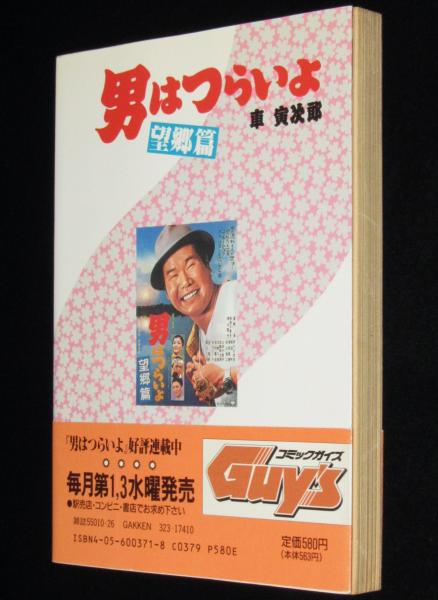 男はつらいよ
車 寅次郎
望郷篇
男はつらいよ
望郷篇
『男はつらいよ』好評連載中
毎月第1,3水曜発売
●駅売店・コンビニ・書店でお求め下さい
雑誌55010-26 GAKKEN 323-17410
ISBN4-05-600371-8 C0379 P580E
コミックガイズ
Guy's
定価580円
(本体563円)